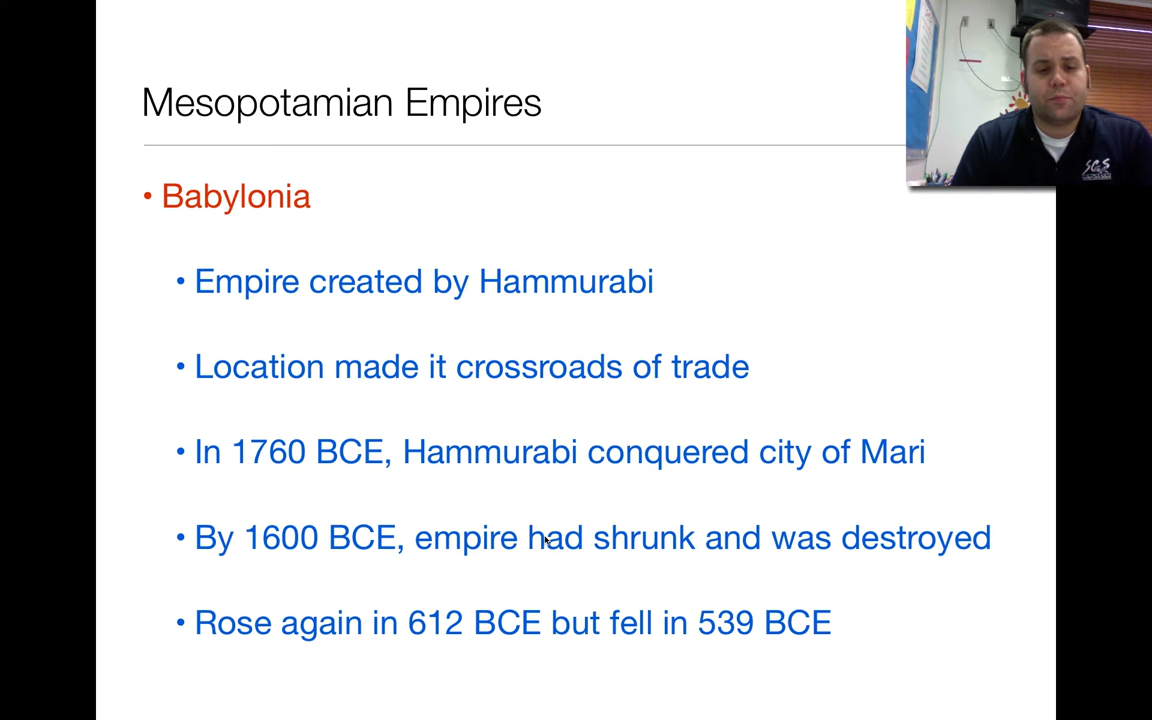 Mesopotamian Empires
• Babylonia
• Empire created by Hammurabi
• Location made it crossroads of trade
• In 1760 BCE, Hammurabi conquered city of Mari
• By 1600 BCE, empire had shrunk and was destroyed
• Rose again in 612 BCE but fell in 539 BCE